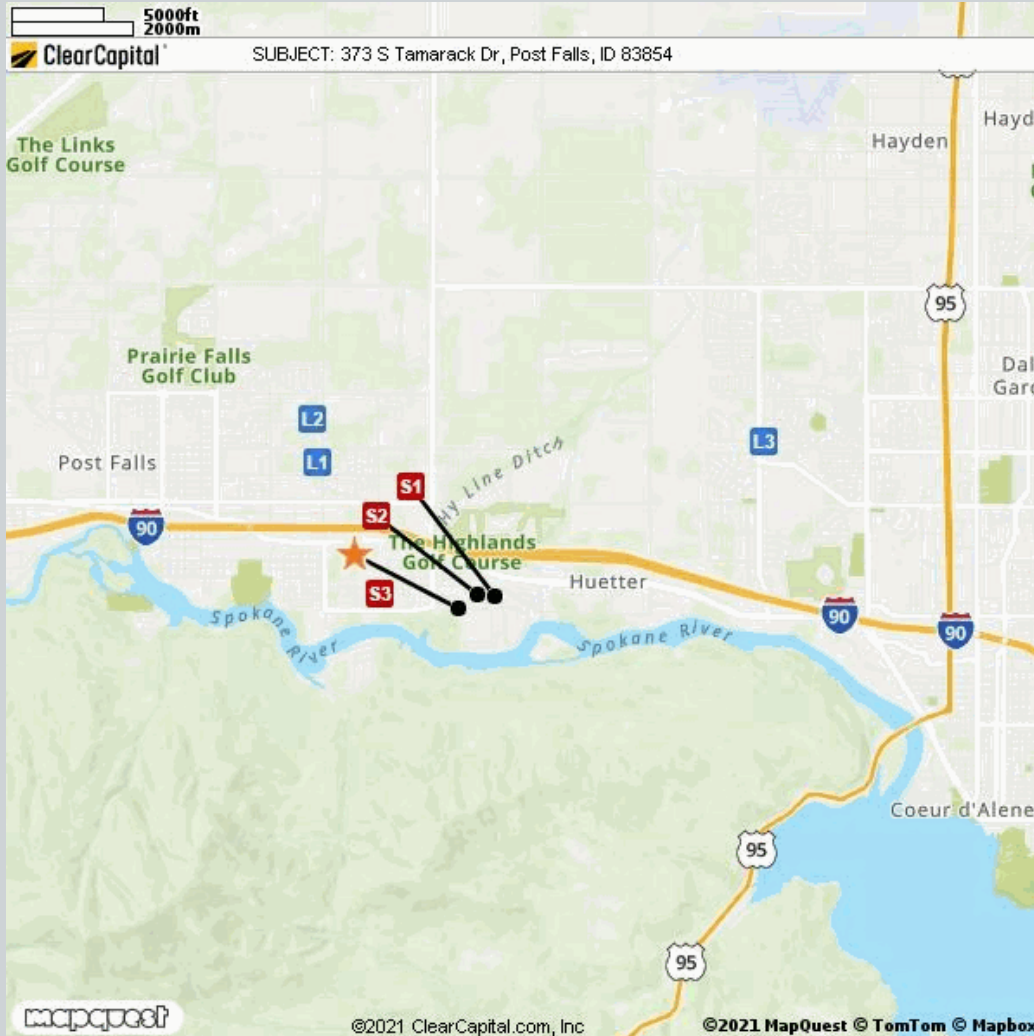 5000ft
2000m
ClearCapital
SUBJECT: 373 S Tamarack Dr, Post Falls, ID 83854
The Links
Golf Course
Hayden
Hayd
95
Prairie Falls
Golf Club
Dal
Gard
L2
L3
Post Falls
L1
S1
Hy Line Ditch
S2
90
The Highlands
Golf Course
S3
Huetter
90
90
Spokane River
Spokane River
Coeur d'Alene
95
95
mapquest
©2021 ClearCapital.com, Inc
©2021 MapQuest © TomTom © Mapbox